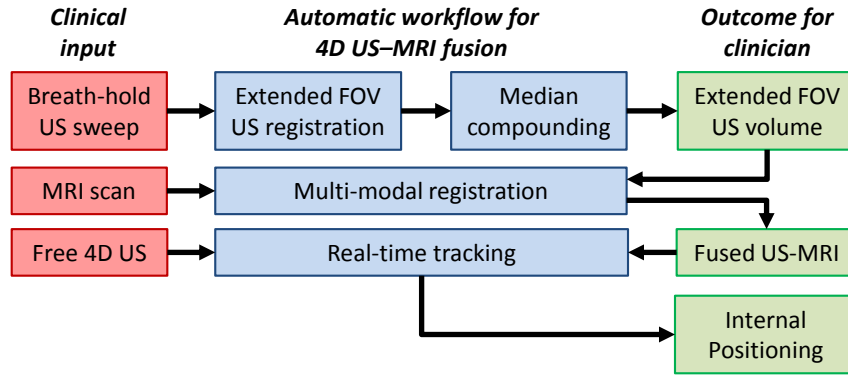 Clinical
input
Automatic workflow for
4D US–MRI fusion
Outcome for
clinician
Breath-hold
US sweep
Extended FOV
US registration
Median
compounding
Extended FOV
US volume
MRI scan
Multi-modal registration
Free 4D US
Real-time tracking
Fused US-MRI
Internal
Positioning